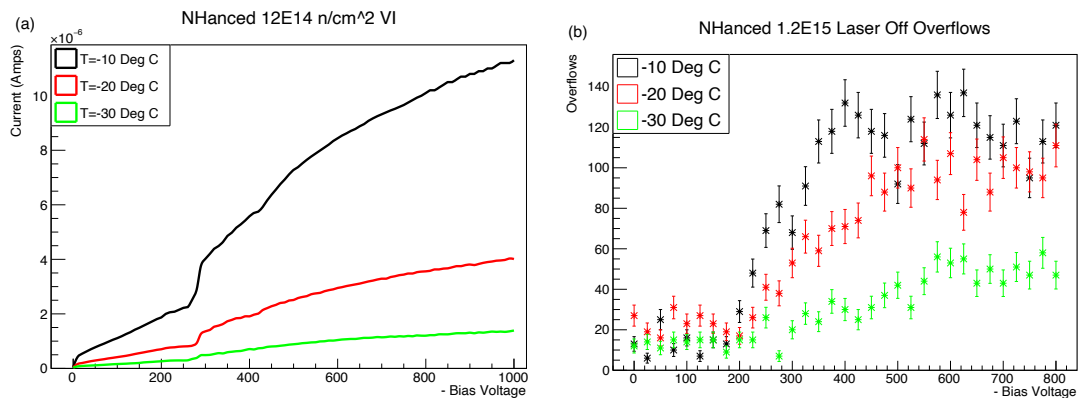 (a)
NHanced 12E14 n/cm^2 VI
×10⁻⁶
Current (Amps)
T=-10 Deg C
T=-20 Deg C
T=-30 Deg C
10
8
6
4
2
0
0 200 400 600 800 1000
- Bias Voltage
(b)
NHanced 1.2E15 Laser Off Overflows
Overflows
-10 Deg C
-20 Deg C
-30 Deg C
140
120
100
80
60
40
20
0
0 100 200 300 400 500 600 700 800
- Bias Voltage